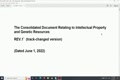 The Consolidated Document Relating to Intellectual Property
and Genetic Resources
REV.1 (track-changed version)
(Dated June 1, 2022)